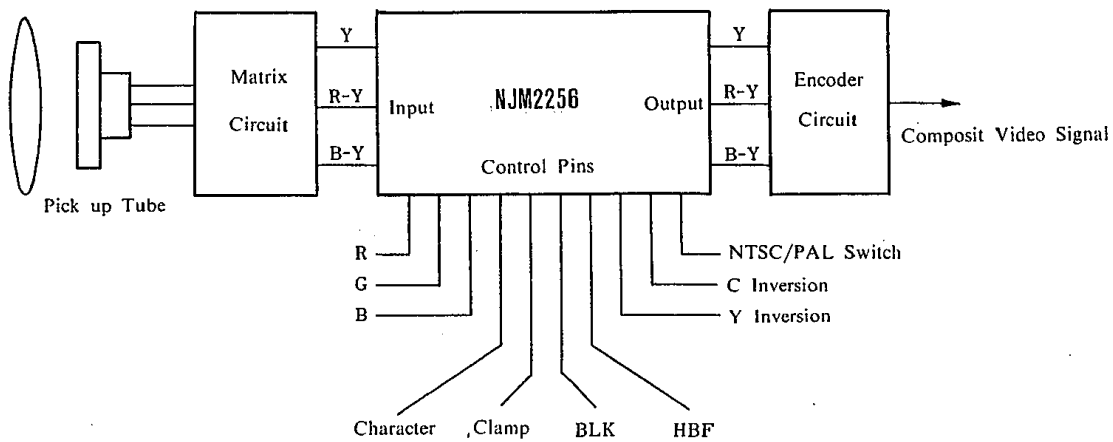 Pick up Tube
Matrix
Circuit
Y
R-Y
B-Y
Input
NJM2256
Output
Control Pins
Y
R-Y
B-Y
Encoder
Circuit
Composit Video Signal
R
G
B
NTSC/PAL Switch
C Inversion
Y Inversion
Character
Clamp
BLK
HBF